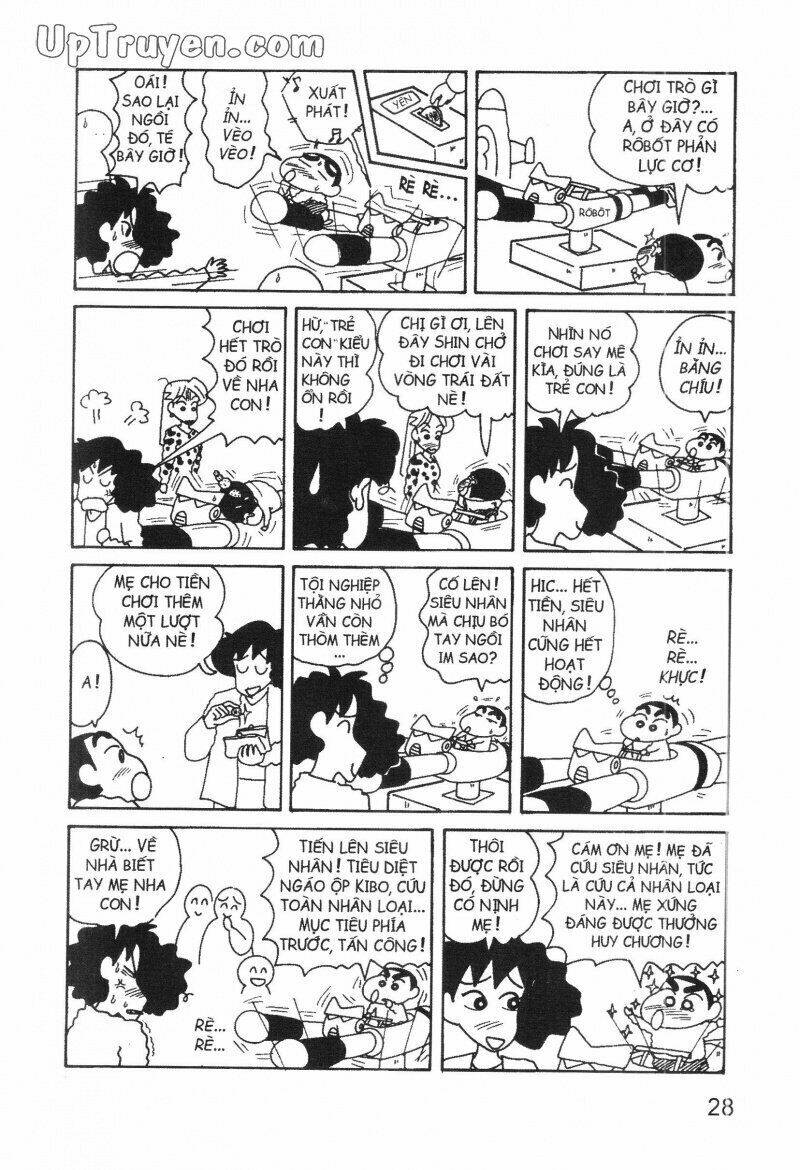 UpTruyen.com
CHƠI TRÒ GÌ
BÂY GIỜ?...
A, Ở ĐÂY CÓ
RÔBỐT PHẢN
LỰC CƠ!
RÔBỐT
YÊN
XUẤT
PHÁT!
ỈN
ỈN...
VÈO
VÈO!
RÈ RÈ...
OÁI!
SAO LẠI
NGỒI
ĐÓ, TÉ
BÂY GIỜ!
ỈN ỈN...
BẰNG
CHÍU!
NHÌN NÓ
CHƠI SAY MÊ
KÌA, ĐÚNG LÀ
TRẺ CON!
CHỊ GÌ ƠI, LÊN
ĐÂY SHIN CHỞ
ĐI CHƠI VÀI
VÒNG TRÁI ĐẤT
NÈ!
HỪ, "TRẺ
CON" KIỂU
NÀY THÌ
KHÔNG
ỔN RỒI
!
CHƠI
HẾT TRÒ
ĐÓ RỒI
VỀ NHA
CON!
RÈ...
RÈ...
KHỰC!
HIC... HẾT
TIỀN, SIÊU
NHÂN
CŨNG HẾT
HOẠT
ĐỘNG!
CỐ LÊN!
SIÊU NHÂN
MÀ CHỊU BÓ
TAY NGỒI
IM SAO?
TỘI NGHIỆP
THẰNG NHỎ
VẪN CÒN
THÒM THÈM
...
MẸ CHO TIỀN
CHƠI THÊM
MỘT LƯỢT
NỮA NÈ!
A!
CÁM ƠN MẸ! MẸ ĐÃ
CỨU SIÊU NHÂN, TỨC
LÀ CỨU CẢ NHÂN LOẠI
NÀY... MẸ XỨNG
ĐÁNG ĐƯỢC THƯỞNG
HUY CHƯƠNG!
THÔI
ĐƯỢC RỒI
ĐÓ, ĐỪNG
CÓ NỊNH
MẸ!
TIẾN LÊN SIÊU
NHÂN! TIÊU DIỆT
NGÁO ỘP KIBO, CỨU
TOÀN NHÂN LOẠI...
MỤC TIÊU PHÍA
TRƯỚC, TẤN CÔNG!
RÈ...
RÈ...
GRỪ... VỀ
NHÀ BIẾT
TAY MẸ NHA
CON!
28